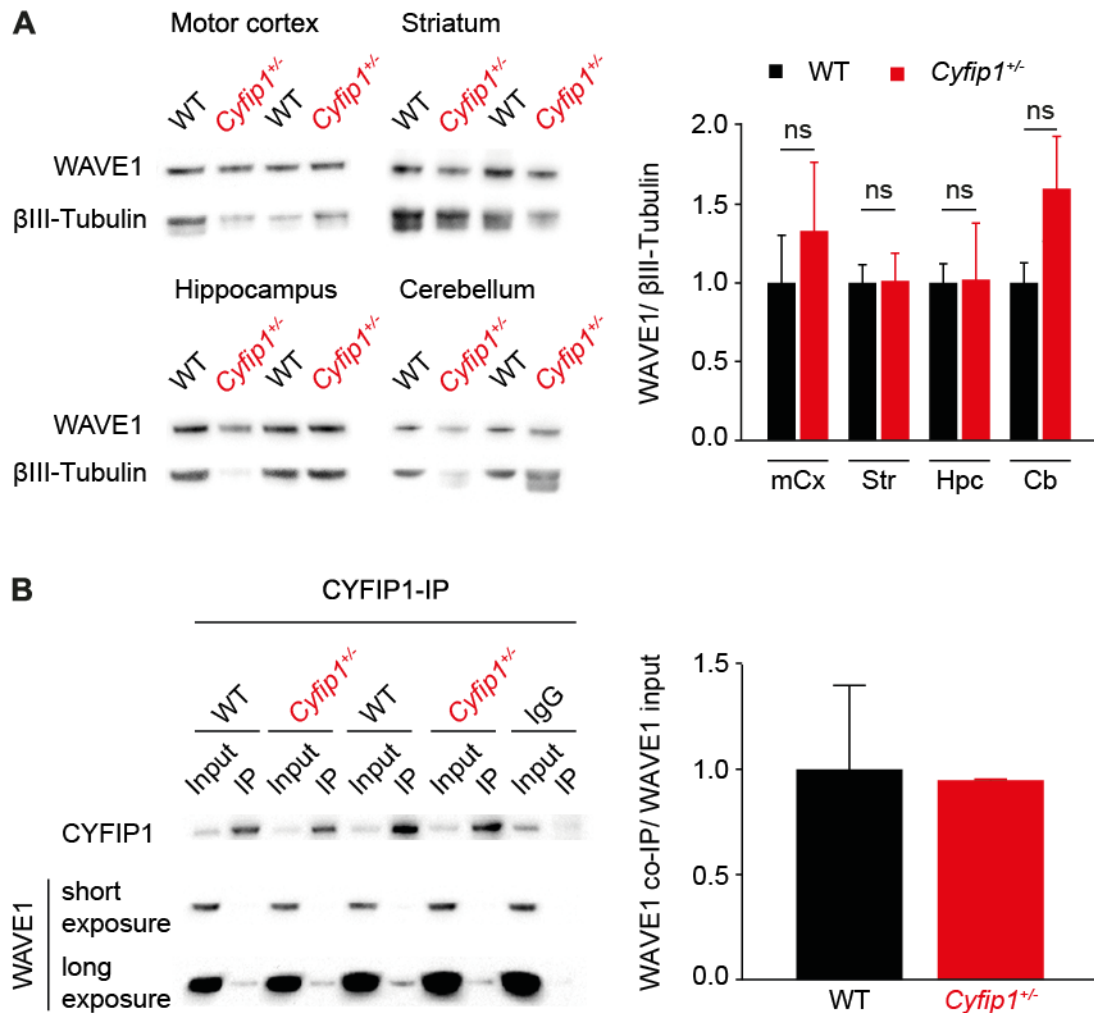 A
Motor cortex
Striatum
WT Cyfip1+/- WT Cyfip1+/- WT Cyfip1+/- WT Cyfip1+/-
WAVE1
βIII-Tubulin
Hippocampus
Cerebellum
WT Cyfip1+/- WT Cyfip1+/- WT Cyfip1+/- WT Cyfip1+/-
WAVE1
βIII-Tubulin
WT Cyfip1+/-
WAVE1/ βIII-Tubulin
2.0
1.5
1.0
0.5
0.0
ns ns ns ns
mCx Str Hpc Cb
B
CYFIP1-IP
WT Cyfip1+/- WT Cyfip1+/- IgG
Input IP Input IP Input IP Input IP Input IP
CYFIP1
WAVE1
short
exposure
long
exposure
WAVE1 co-IP/ WAVE1 input
1.5
1.0
0.5
0.0
WT Cyfip1+/-